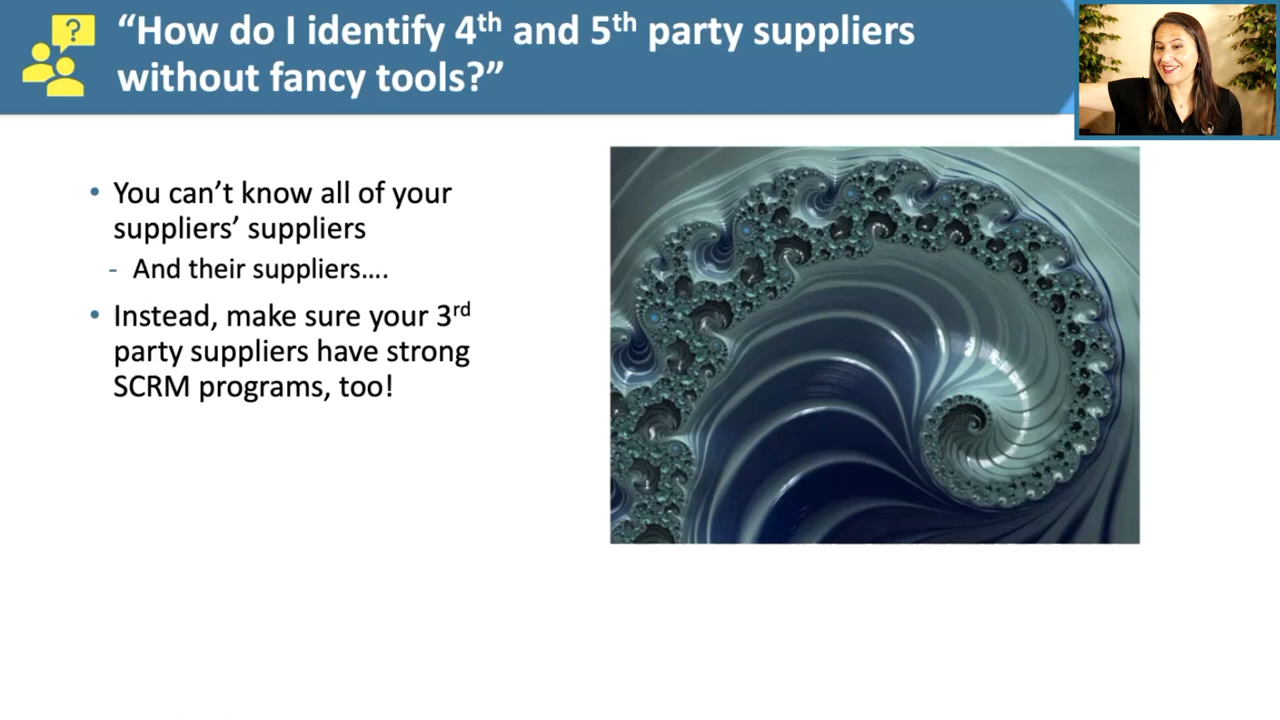 ?
“How do I identify 4th and 5th party suppliers
without fancy tools?”
• You can’t know all of your
suppliers’ suppliers
- And their suppliers....
• Instead, make sure your 3rd
party suppliers have strong
SCRM programs, too!